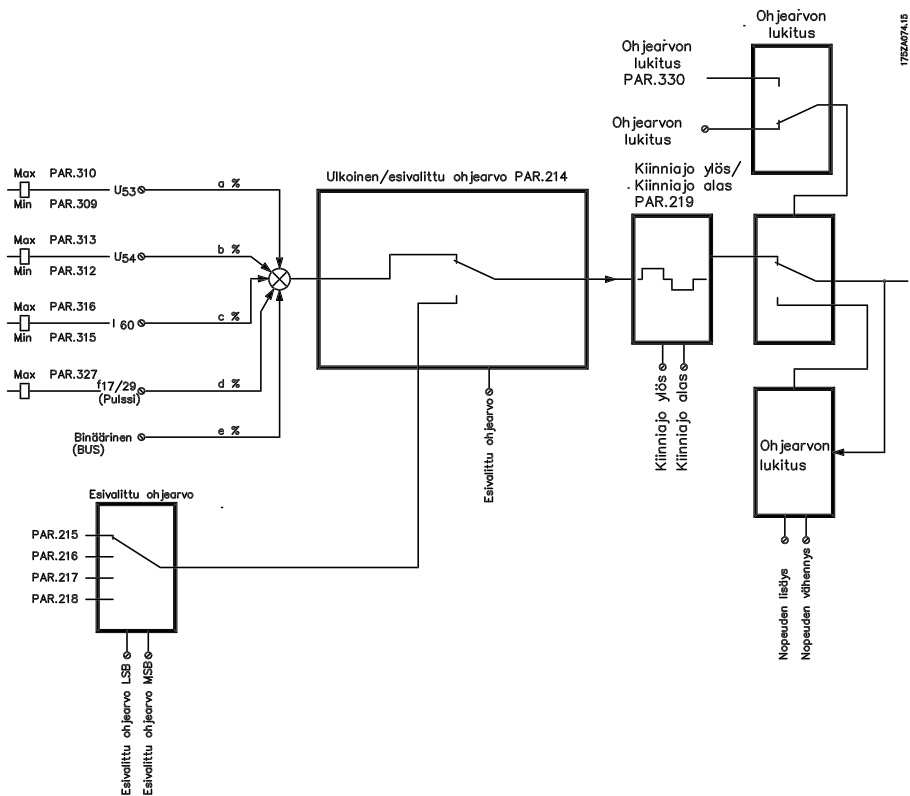 Ohjearvon
lukitus
175ZA074.15
Ohjearvon
lukitus
PAR.330
Ohjearvon
lukitus
Kiinniajo ylös/
Kiinniajo alas
PAR.219
Ulkoinen/esivalittu ohjearvo PAR.214
Max PAR.310
U53
a %
Min PAR.309
Max PAR.313
U54
b %
Min PAR.312
Max PAR.316
I 60
c %
Min PAR.315
Max PAR.327
f17/29
(Pulssi)
d %
Binäärinen
(BUS)
e %
Esivalittu ohjearvo
Kiinniajo ylös
Kiinniajo alas
Ohjearvon
lukitus
Esivalittu ohjearvo
PAR.215
PAR.216
PAR.217
PAR.218
Nopeuden lisäys
Nopeuden vähennys
Esivalittu ohjearvo LSB
Esivalittu ohjearvo MSB